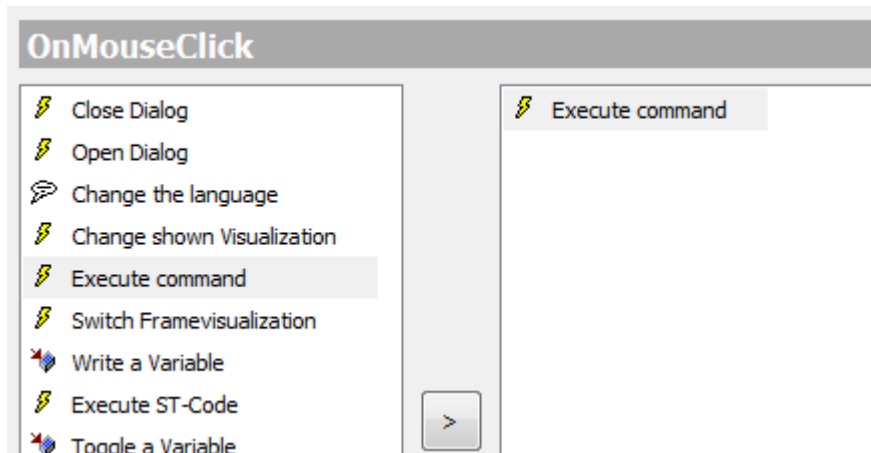 OnMouseClick
Close Dialog
Open Dialog
Change the language
Change shown Visualization
Execute command
Switch Framevisualization
Write a Variable
Execute ST-Code
Toggle a Variable
>
Execute command